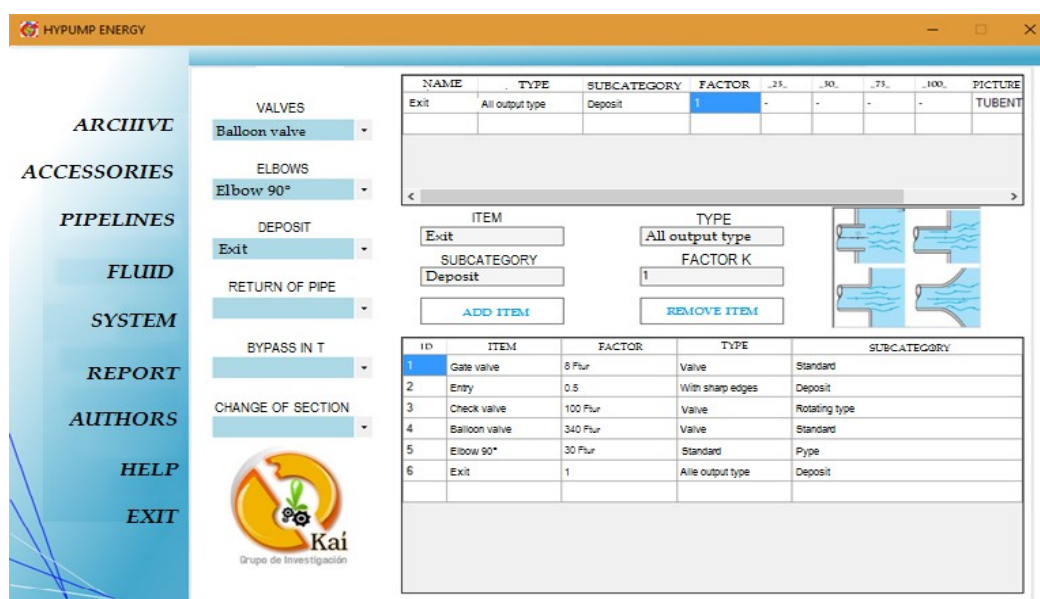 HYPUMP ENERGY
ARCHIVE
ACCESSORIES
PIPELINES
FLUID
SYSTEM
REPORT
AUTHORS
HELP
EXIT
VALVES
Balloon valve
ELBOWS
Elbow 90°
DEPOSIT
Exit
RETURN OF PIPE
BYPASS IN T
CHANGE OF SECTION
Kaí
Grupo de Investigación
NAME TYPE SUBCATEGORY FACTOR _25_ _50_ _75_ _100_ PICTURE
Exit All output type Deposit 1 - - - - TUBENT
ITEM TYPE
Exit All output type
SUBCATEGORY FACTOR K
Deposit 1
ADD ITEM REMOVE ITEM
ID ITEM FACTOR TYPE SUBCATEGORY
1 Gate valve 8 Ftur Valve Standard
2 Entry 0.5 With sharp edges Deposit
3 Check valve 100 Ftur Valve Rotating type
4 Balloon valve 340 Ftur Valve Standard
5 Elbow 90° 30 Ftur Standard Pype
6 Exit 1 Alle output type Deposit